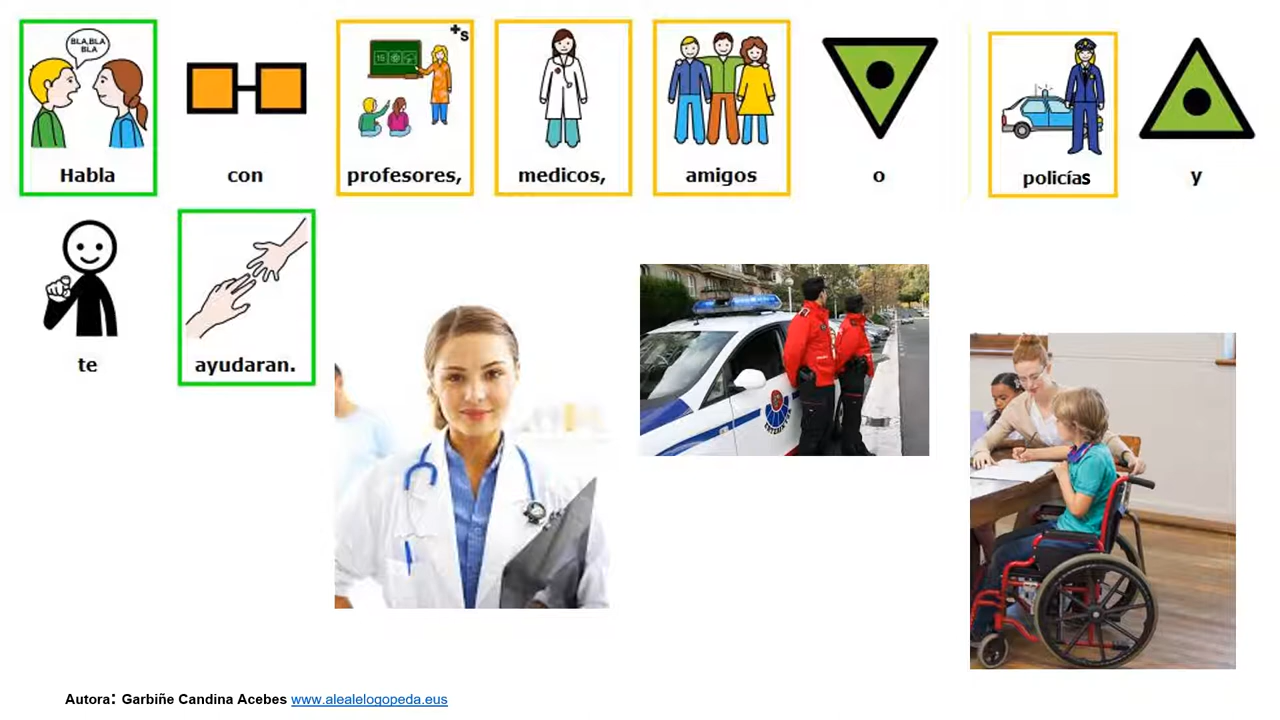 BLA,BLA
BLA
+s
15
Habla con profesores, medicos, amigos o policías y
te ayudaran.
ERTZAINTZA
Autora: Garbiñe Candina Acebes www.alealelogopeda.eus